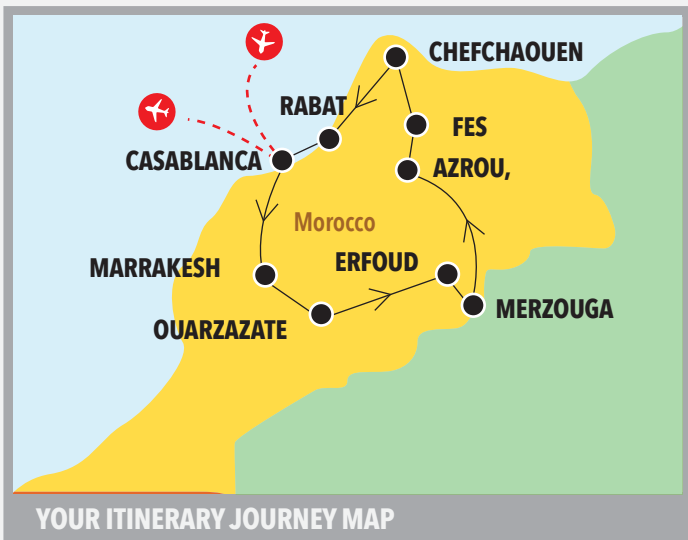 CHEFCHAOUEN
RABAT
FES
CASABLANCA
AZROU,
Morocco
MARRAKESH
ERFOUD
MERZOUGA
OUARZAZATE
YOUR ITINERARY JOURNEY MAP